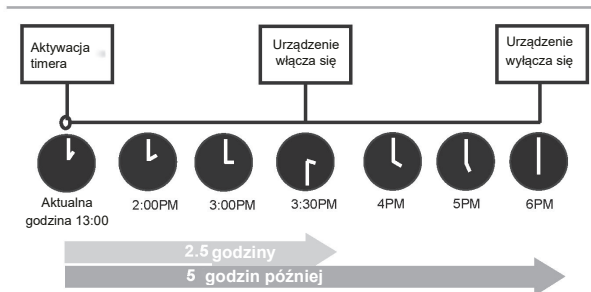 Aktywacja
timera
Urządzenie
włącza się
Urządzenie
wyłącza się
Aktualna
godzina 13:00
2:00PM
3:00PM
3:30PM
4PM
5PM
6PM
2.5 godziny
5 godzin później